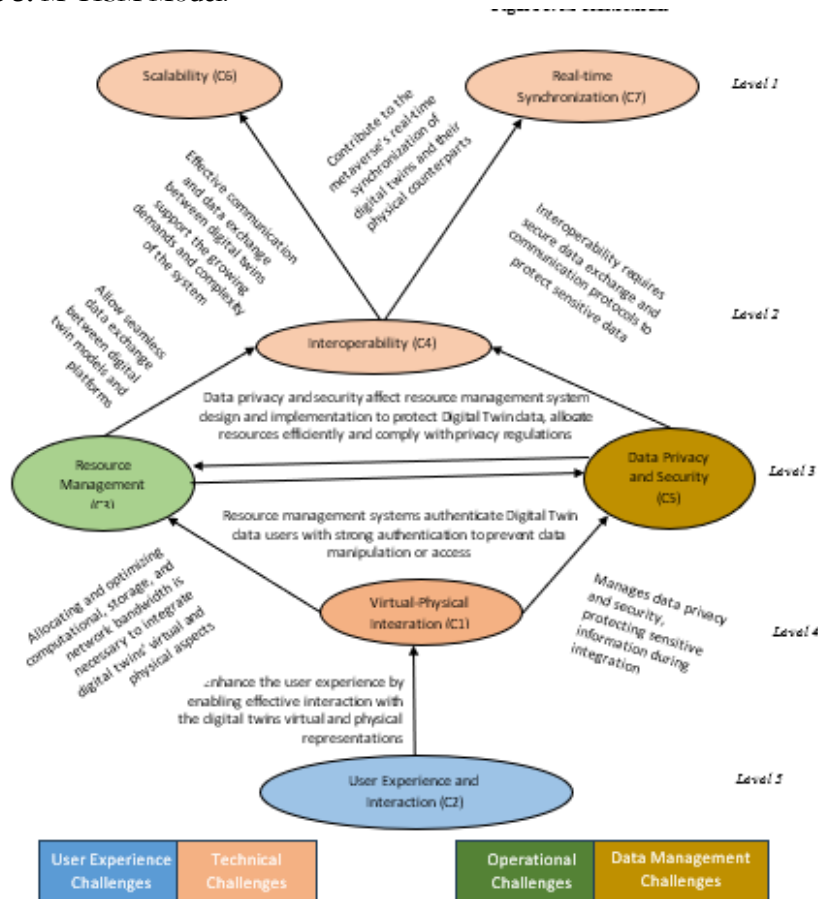 M-TISM Model
Scalability (C6)
Real-time
Synchronization (C7)
Level 1
Effective communication
and data exchange
between digital twins
support the growing
demands and complexity
of the system
Contribute to the
metaverse's real-time
synchronization of
digital twins and their
physical counterparts
Interoperability requires
secure data exchange and
communication protocols to
protect sensitive data
Level 2
Allow seamless
data exchange
between digital
twin models and
platforms
Interoperability (C4)
Data privacy and security affect resource management system
design and implementation to protect Digital Twin data, allocate
resources efficiently and comply with privacy regulations
Resource
Management
(C3)
Data Privacy
and Security
(C5)
Level 3
Resource management systems authenticate Digital Twin
data users with strong authentication to prevent data
manipulation or access
Allocating and optimizing
computational, storage, and
network bandwidth is
necessary to integrate
digital twins' virtual and
physical aspects
Virtual-Physical
Integration (C1)
Manages data privacy
and security,
protecting sensitive
information during
integration
Level 4
Enhance the user experience by
enabling effective interaction with
the digital twins virtual and physical
representations
User Experience and
Interaction (C2)
Level 5
User Experience
Challenges
Technical
Challenges
Operational
Challenges
Data Management
Challenges